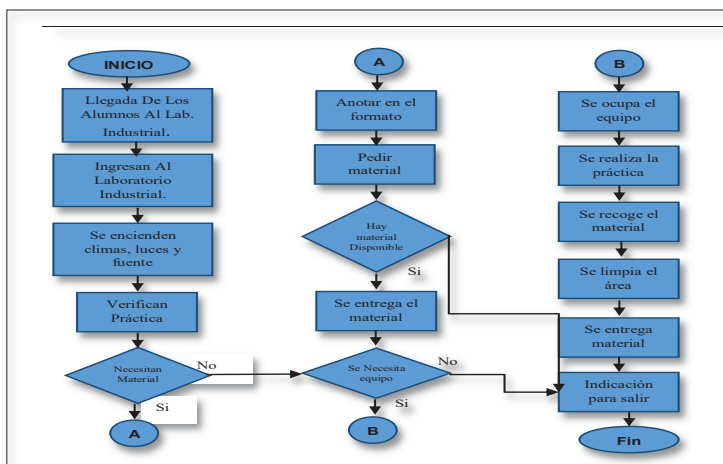 INICIO
Llegada De Los
Alumnos Al Lab.
Industrial.
Ingresan Al
Laboratorio
Industrial.
Se encienden
climas, luces y
fuente
Verifican
Práctica
Necesitan
Material
No
Si
A
A
Anotar en el
formato
Pedir
material
Hay
material
Disponible
Si
Se entrega el
material
Se Necesita
equipo
No
Si
B
B
Se ocupa el
equipo
Se realiza la
práctica
Se recoge el
material
Se limpia el
área
Se entrega
material
Indicación
para salir
Fin